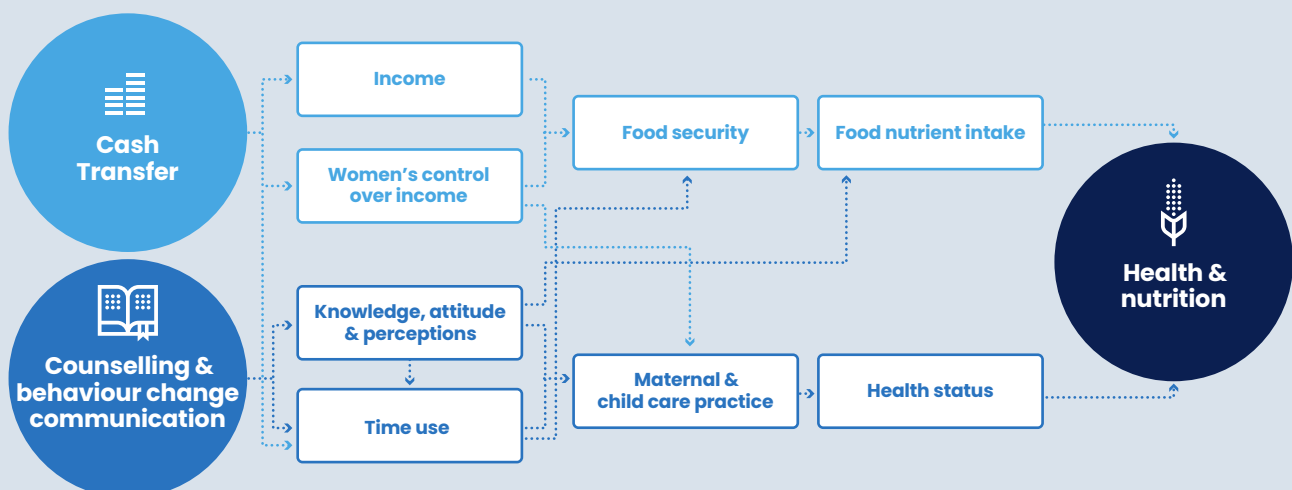 Cash
Transfer
Income
Women’s control
over income
Food security
Food nutrient intake
Health &
nutrition
Counselling &
behaviour change
communication
Knowledge, attitude
& perceptions
Time use
Maternal &
child care practice
Health status